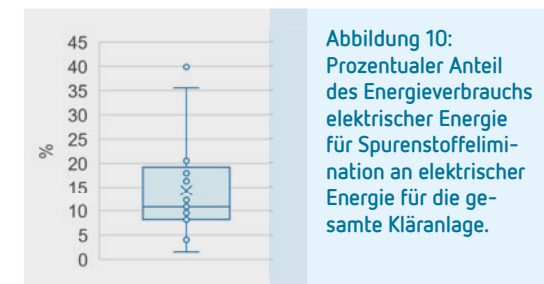 45
40
35
30
25
20
15
10
5
0
%
Abbildung 10:
Prozentualer Anteil
des Energieverbrauchs
elektrischer Energie
für Spurenstoffelimi-
nation an elektrischer
Energie für die ge-
samte Kläranlage.